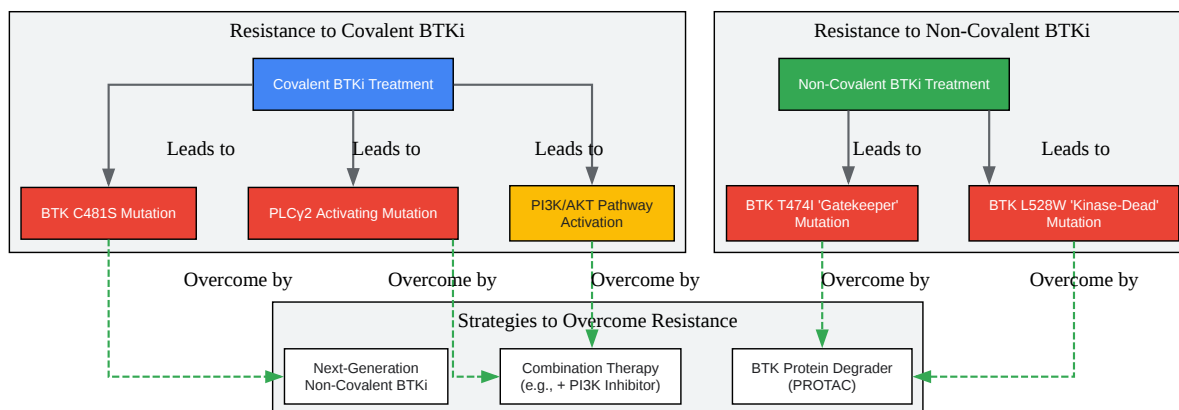 Resistance to Covalent BTKi
Resistance to Non-Covalent BTKi
Covalent BTKi Treatment
Non-Covalent BTKi Treatment
Leads to
Leads to
Leads to
Leads to
Leads to
BTK C481S Mutation
PLCγ2 Activating Mutation
PI3K/AKT Pathway
Activation
BTK T474I 'Gatekeeper'
Mutation
BTK L528W 'Kinase-Dead'
Mutation
Overcome by
Overcome by
Overcome by
Overcome by
Overcome by
Strategies to Overcome Resistance
Next-Generation
Non-Covalent BTKi
Combination Therapy
(e.g., + PI3K Inhibitor)
BTK Protein Degrader
(PROTAC)